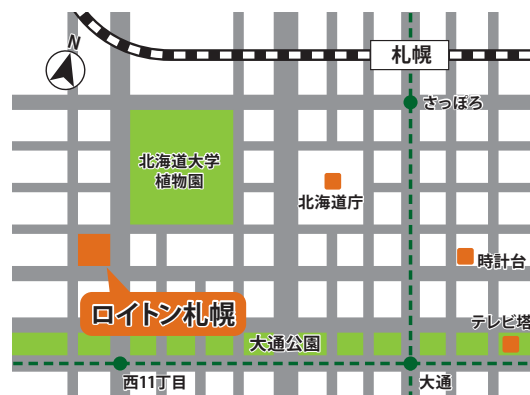 N
札幌
さっぽろ
北海道大学
植物園
北海道庁
時計台
ロイトン札幌
テレビ塔
大通公園
西11丁目
大通